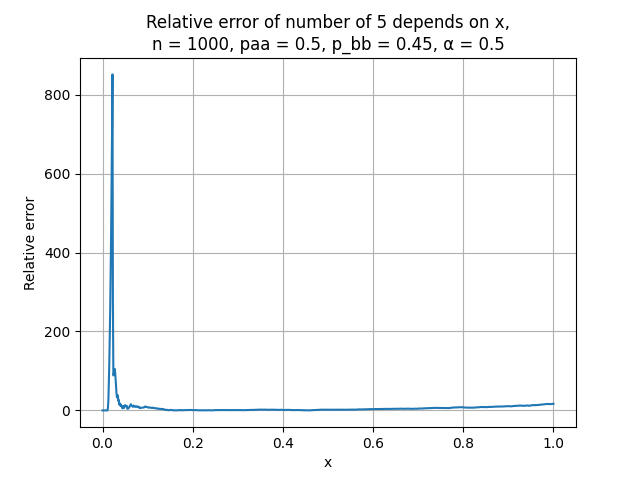 Relative error of number of 5 depends on x,
n = 1000, paa = 0.5, p_bb = 0.45, α = 0.5
800
600
400
200
0
Relative error
0.0 0.2 0.4 0.6 0.8 1.0
x